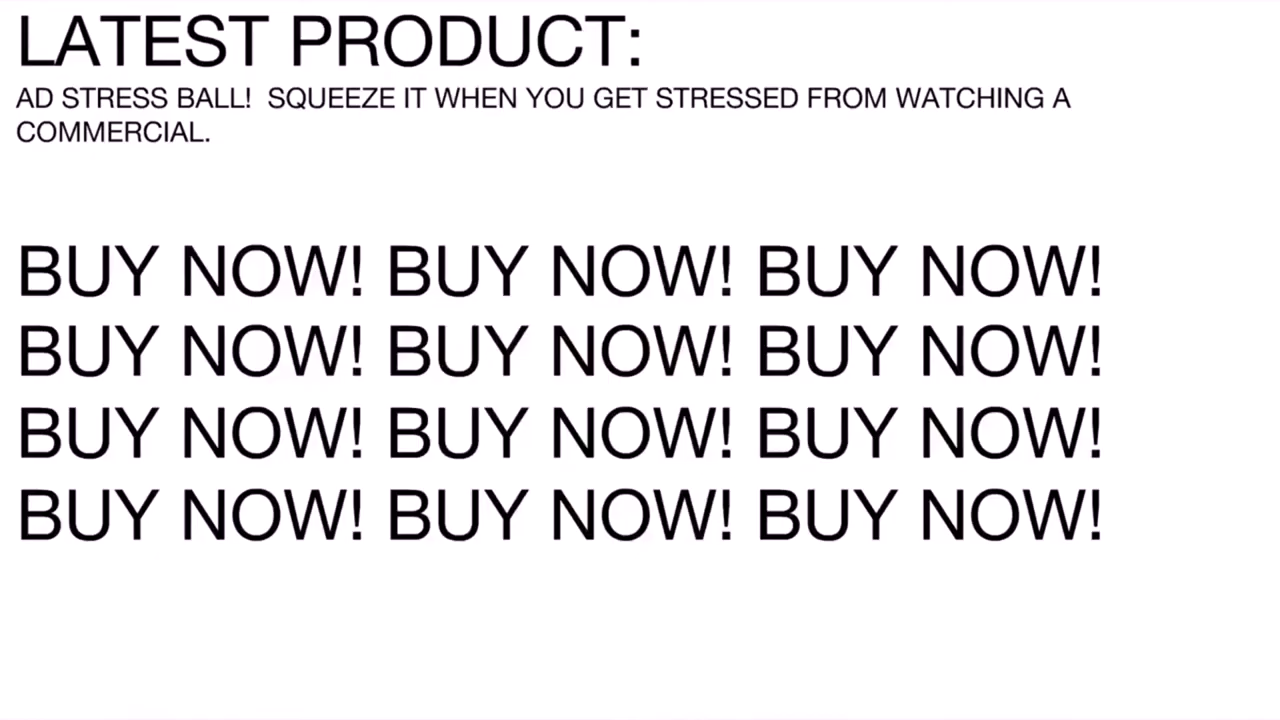 LATEST PRODUCT:
AD STRESS BALL!  SQUEEZE IT WHEN YOU GET STRESSED FROM WATCHING A
COMMERCIAL.
BUY NOW! BUY NOW! BUY NOW!
BUY NOW! BUY NOW! BUY NOW!
BUY NOW! BUY NOW! BUY NOW!
BUY NOW! BUY NOW! BUY NOW!